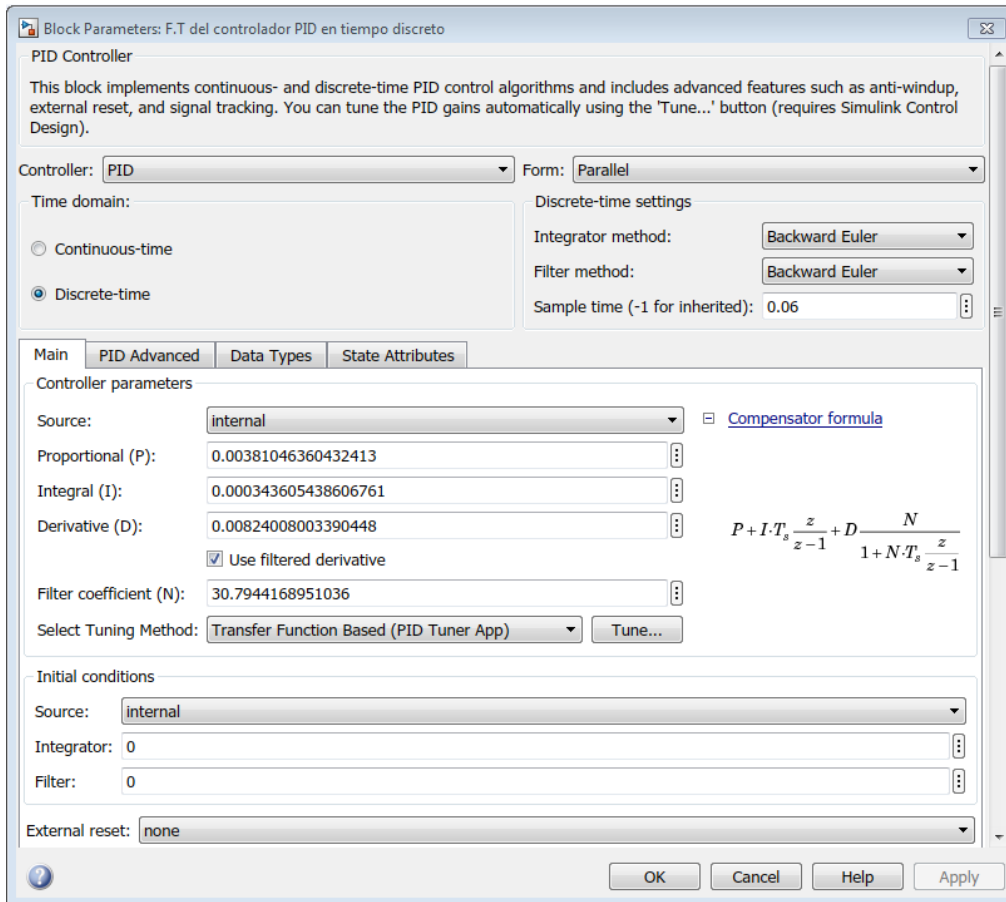 Block Parameters: F.T del controlador PID en tiempo discreto
PID Controller
This block implements continuous- and discrete-time PID control algorithms and includes advanced features such as anti-windup,
external reset, and signal tracking. You can tune the PID gains automatically using the 'Tune...' button (requires Simulink Control
Design).
Controller: PID Form: Parallel
Time domain:
Continuous-time
Discrete-time
Discrete-time settings
Integrator method: Backward Euler
Filter method: Backward Euler
Sample time (-1 for inherited): 0.06
Main PID Advanced Data Types State Attributes
Controller parameters
Source: internal
Proportional (P): 0.00381046360432413
Integral (I): 0.000343605438606761
Derivative (D): 0.00824008003390448
Use filtered derivative
Filter coefficient (N): 30.7944168951036
Select Tuning Method: Transfer Function Based (PID Tuner App) Tune...
Compensator formula
P + I·T_s z/(z−1) + D N/(1 + N·T_s z/(z−1))
Initial conditions
Source: internal
Integrator: 0
Filter: 0
External reset: none
OK Cancel Help Apply